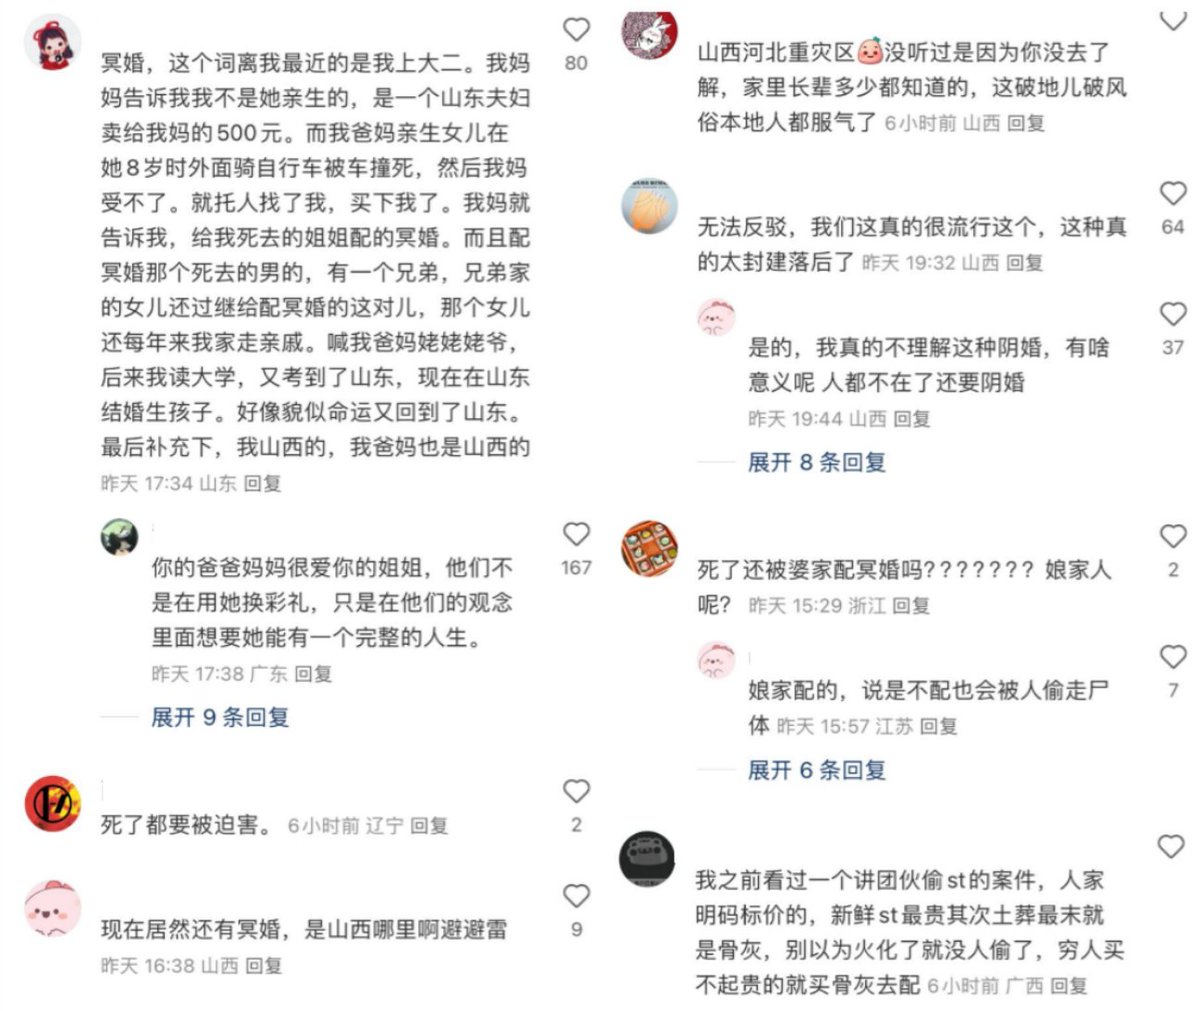 冥婚，这个词离我最近的是我上大二。我妈
妈告诉我我不是她亲生的，是一个山东夫妇
卖给我妈的500元。而我爸妈亲生女儿在
她8岁时外面骑自行车被车撞死，然后我妈
受不了。就托人找了我，买下我了。我妈就
告诉我，给我死去的姐姐配的冥婚。而且配
冥婚那个死去的男的，有一个兄弟，兄弟家
的女儿还过继给配冥婚的这对儿，那个女儿
还每年来我家走亲戚。喊我爸妈姥姥姥爷，
后来我读大学，又考到了山东，现在在山东
结婚生孩子。好像貌似命运又回到了山东。
最后补充下，我山西的，我爸妈也是山西的
昨天 17:34 山东 回复
80
你的爸爸妈妈很爱你的姐姐，他们不
是在用她换彩礼，只是在他们的观念
里面想要她能有一个完整的人生。
昨天 17:38 广东 回复
167
展开 9 条回复
死了都要被迫害。 6小时前 辽宁 回复
2
现在居然还有冥婚，是山西哪里啊避避雷
昨天 16:38 山西 回复
9
山西河北重灾区没听过是因为你没去了
解，家里长辈多少都知道的，这破地儿破风
俗本地人都服气了 6小时前 山西 回复
无法反驳，我们这真的很流行这个，这种真
的太封建落后了 昨天 19:32 山西 回复
64
是的，我真的不理解这种阴婚，有啥
意义呢 人都不在了还要阴婚
昨天 19:44 山西 回复
37
展开 8 条回复
死了还被婆家配冥婚吗???????娘家人
呢? 昨天 15:29 浙江 回复
2
娘家配的，说是不配也会被人偷走尸
体 昨天 15:57 江苏 回复
7
展开 6 条回复
我之前看过一个讲团伙偷st的案件，人家
明码标价的，新鲜st最贵其次土葬最末就
是骨灰，别以为火化了就没人偷了，穷人买
不起贵的就买骨灰去配 6小时前 广西 回复